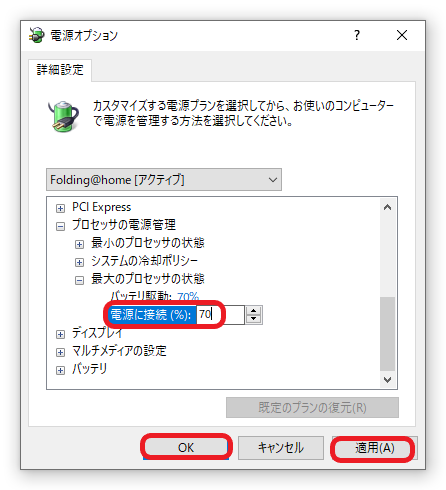 電源オプション
詳細設定
カスタマイズする電源プランを選択してから、お使いのコンピューター
で電源を管理する方法を選択してください。
Folding@home [アクティブ]
PCI Express
プロセッサの電源管理
最小のプロセッサの状態
システムの冷却ポリシー
最大のプロセッサの状態
バッテリ駆動: 70%
電源に接続 (%): 70
ディスプレイ
マルチメディアの設定
バッテリ
既定のプランの復元(R)
OK キャンセル 適用(A)